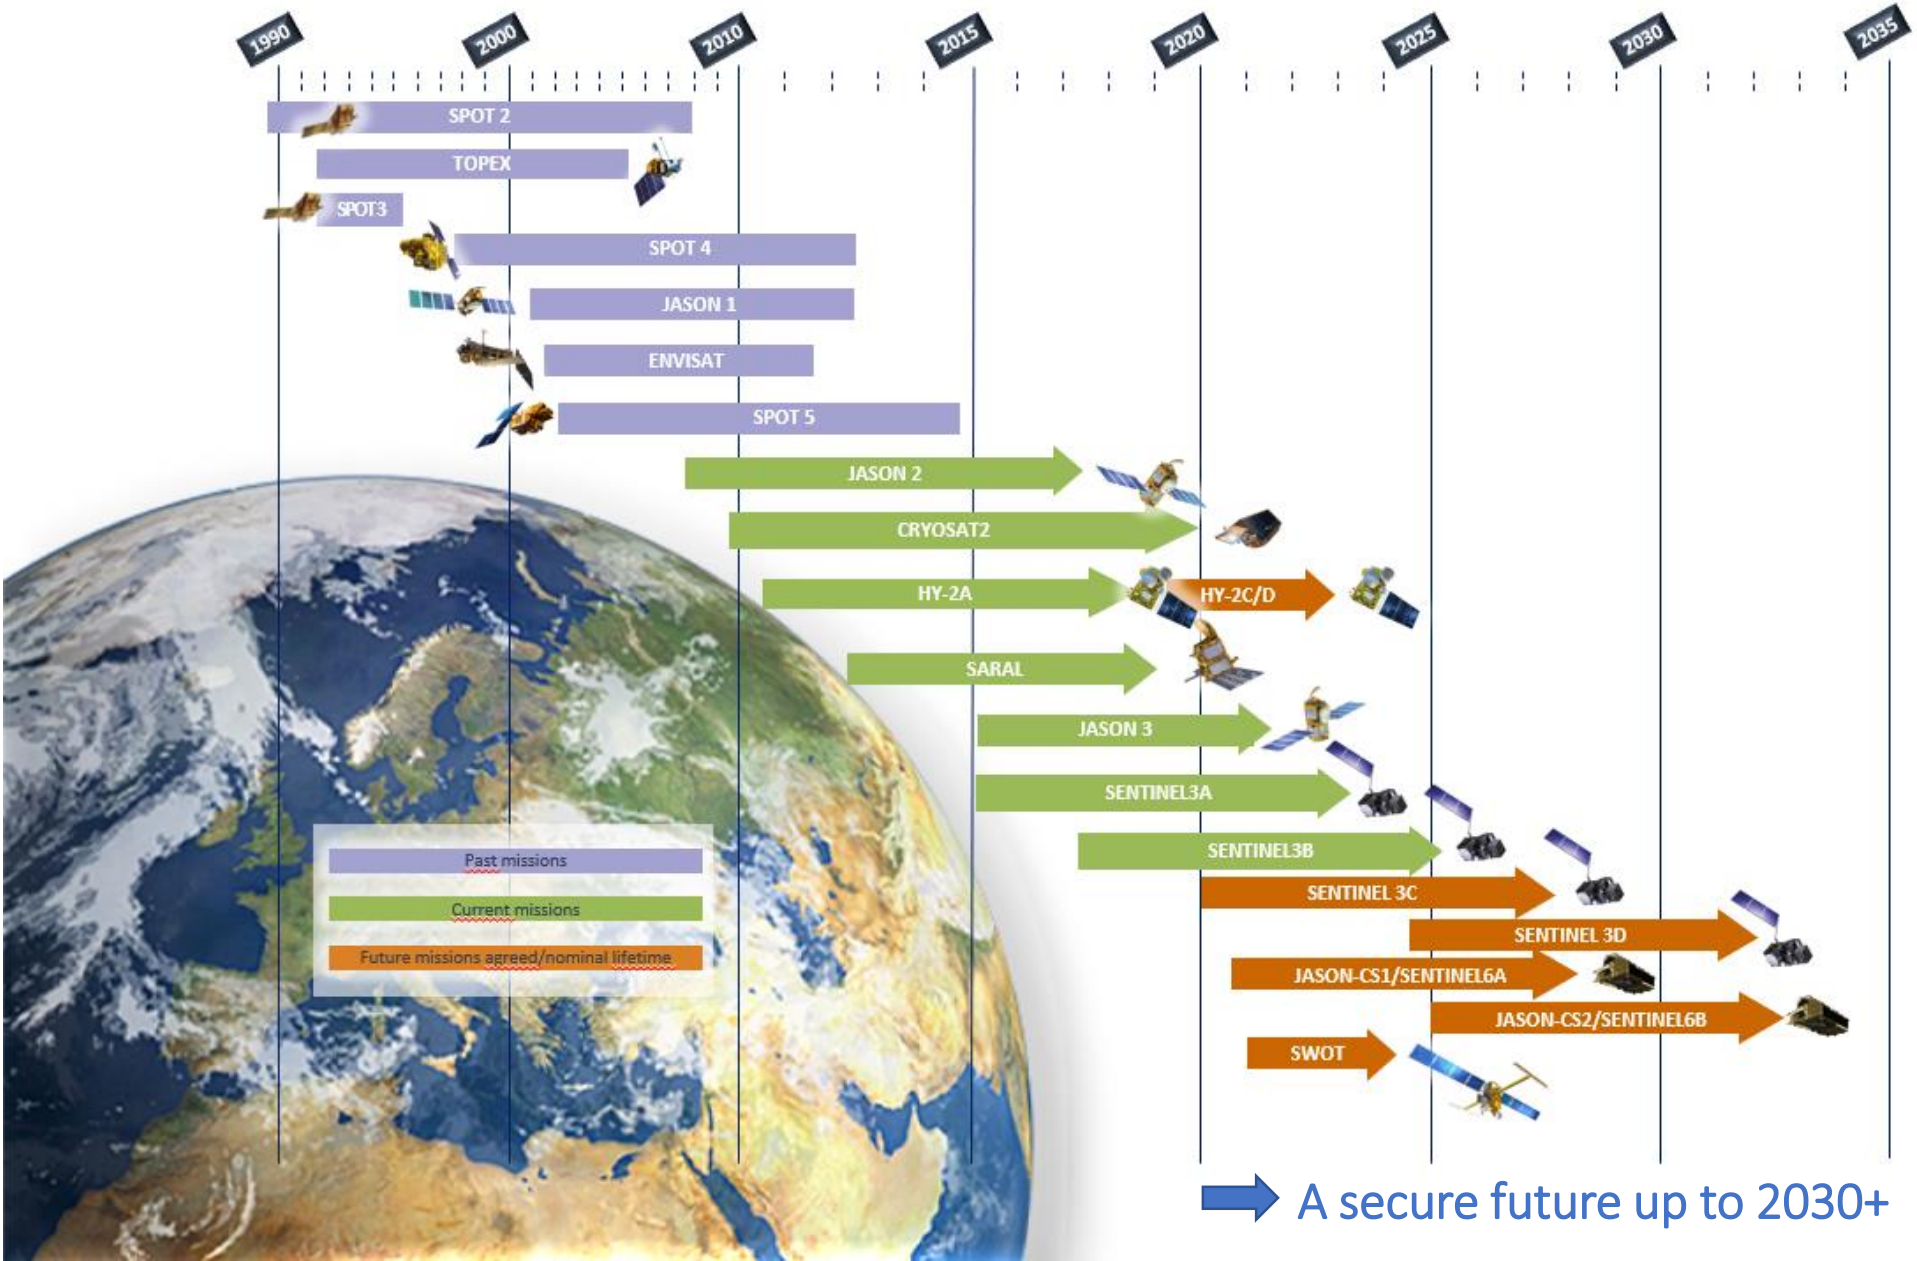 1990
2000
2010
2015
2020
2025
2030
2035
SPOT 2
TOPEX
SPOT3
SPOT 4
JASON 1
ENVISAT
SPOT 5
JASON 2
CRYOSAT2
HY-2A
HY-2C/D
SARAL
JASON 3
SENTINEL3A
SENTINEL3B
SENTINEL 3C
SENTINEL 3D
JASON-CS1/SENTINEL6A
JASON-CS2/SENTINEL6B
SWOT
Past missions
Current missions
Future missions agreed/nominal lifetime
A secure future up to 2030+